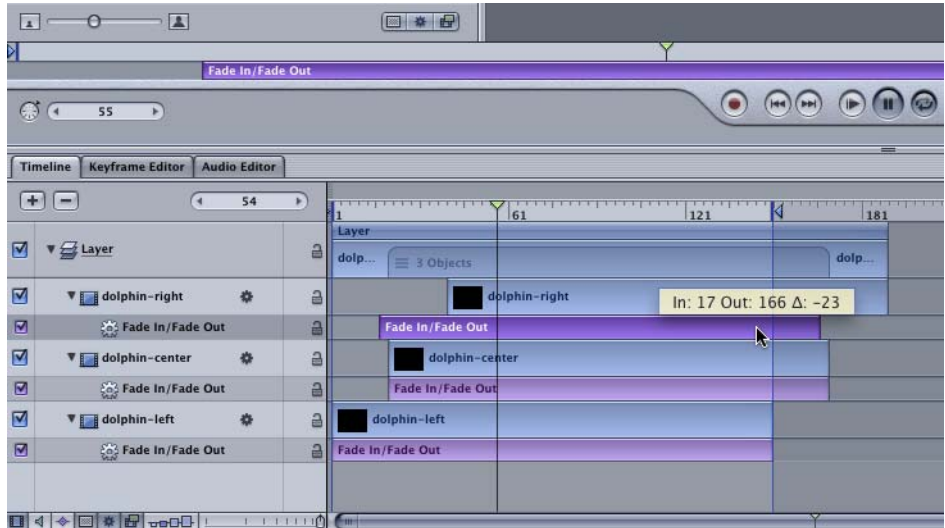 Fade In/Fade Out
55
Timeline Keyframe Editor Audio Editor
54
1 61 121 181
Layer
Layer
dolp... 3 Objects dolp...
dolphin-right
dolphin-right
In: 17 Out: 166 Δ: -23
Fade In/Fade Out
Fade In/Fade Out
dolphin-center
dolphin-center
Fade In/Fade Out
Fade In/Fade Out
dolphin-left
dolphin-left
Fade In/Fade Out
Fade In/Fade Out